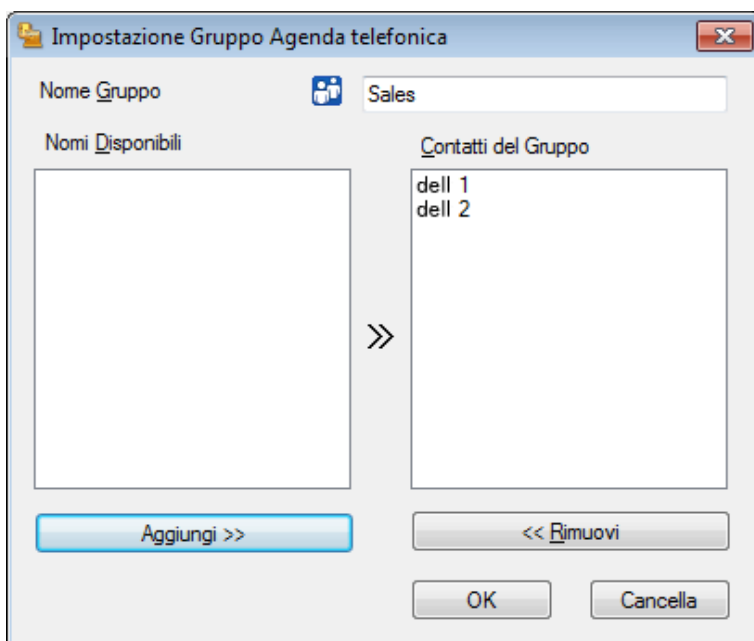 Impostazione Gruppo Agenda telefonica
Nome Gruppo
Sales
Nomi Disponibili
Contatti del Gruppo
dell 1
dell 2
>>
Aggiungi >>
<< Rimuovi
OK
Cancella